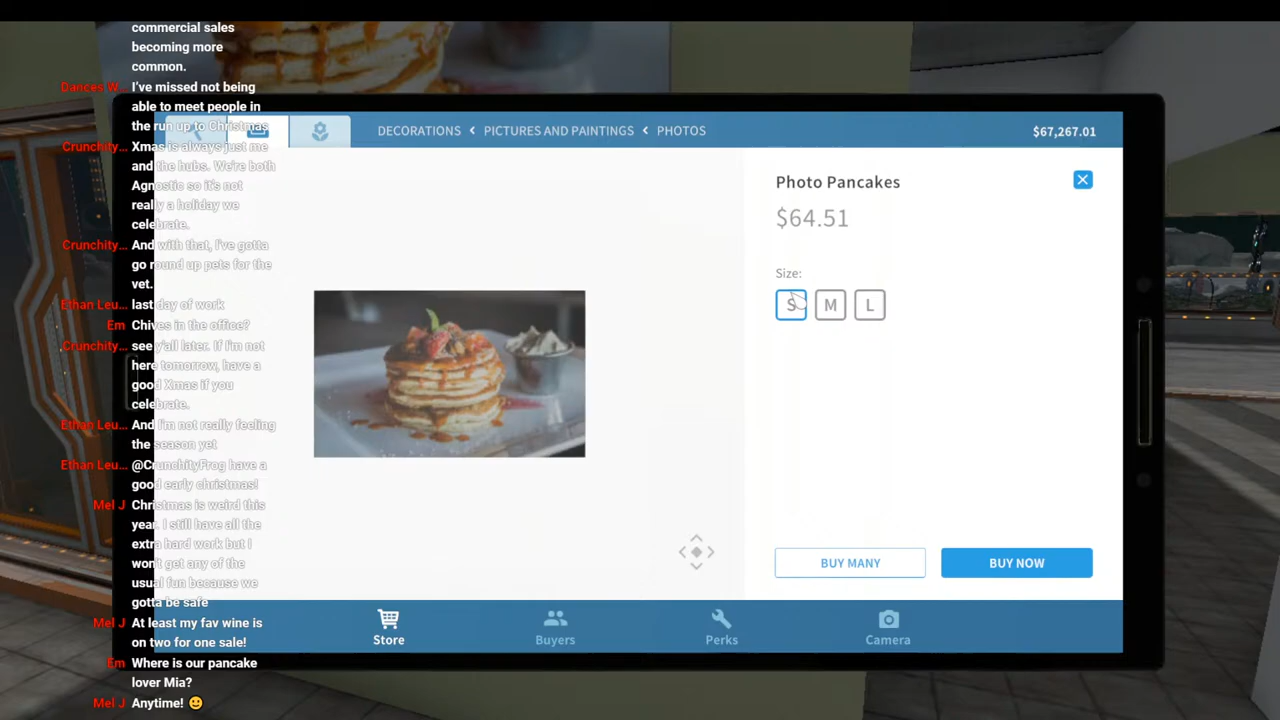 commercial sales
becoming more
common.
Dances W... I've missed not being
able to meet people in
the run up to Christmas
Crunchity... Xmas is always just me
and the hubs. We're both
Agnostic so it's not
really a holiday we
celebrate.
Crunchity... And with that, I've gotta
go round up pets for the
vet.
Ethan Leu... last day of work
Em Chives in the office?
Crunchity... see y'all later. If I'm not
here tomorrow, have a
good Xmas if you
celebrate.
Ethan Leu... And I'm not really feeling
the season yet
Ethan Leu... @CrunchityFrog have a
good early christmas!
Mel J Christmas is weird this
year. I still have all the
extra hard work but I
won't get any of the
usual fun because we
gotta be safe
Mel J At least my fav wine is
on two for one sale!
Em Where is our pancake
lover Mia?
Mel J Anytime! 😀
DECORATIONS < PICTURES AND PAINTINGS < PHOTOS
$67,267.01
Photo Pancakes
$64.51
Size:
S M L
BUY MANY BUY NOW
Store Buyers Perks Camera